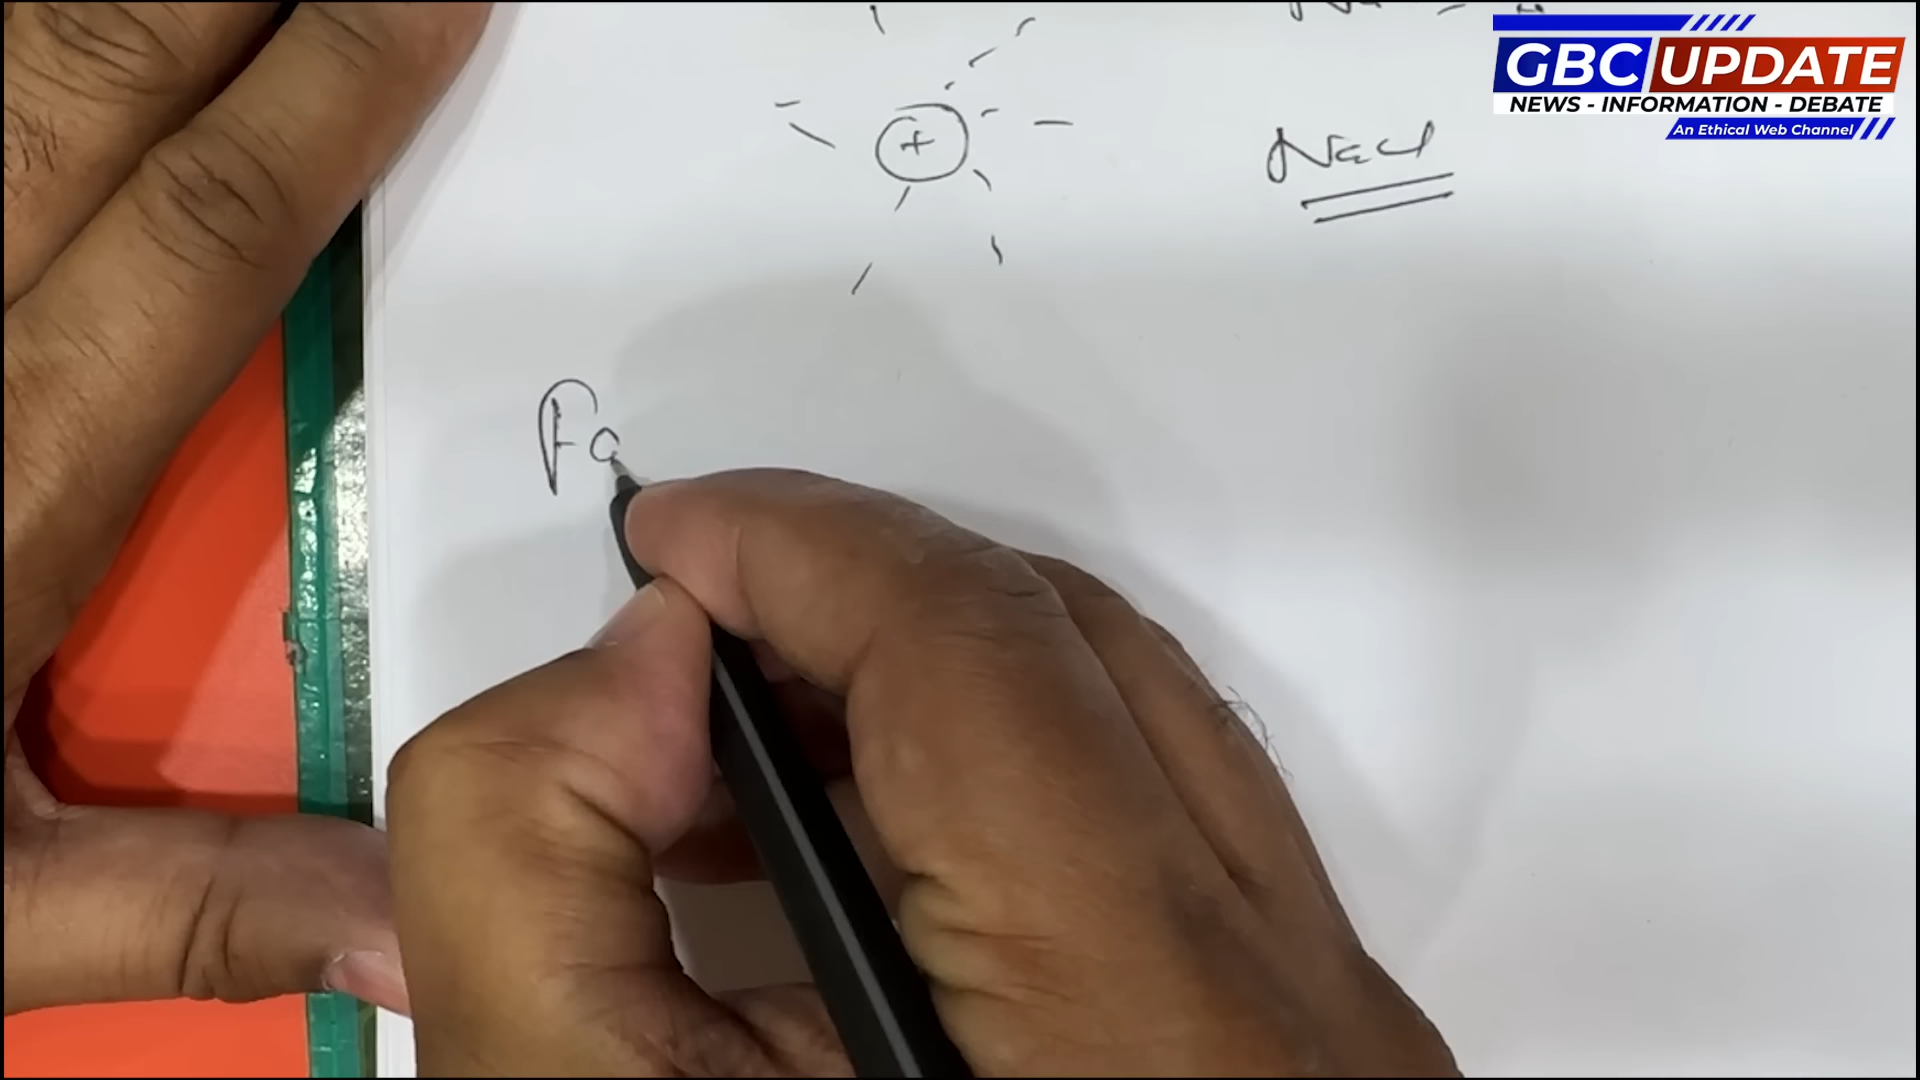 GBC UPDATE
NEWS - INFORMATION - DEBATE
An Ethical Web Channel
+
NaCl
Fa